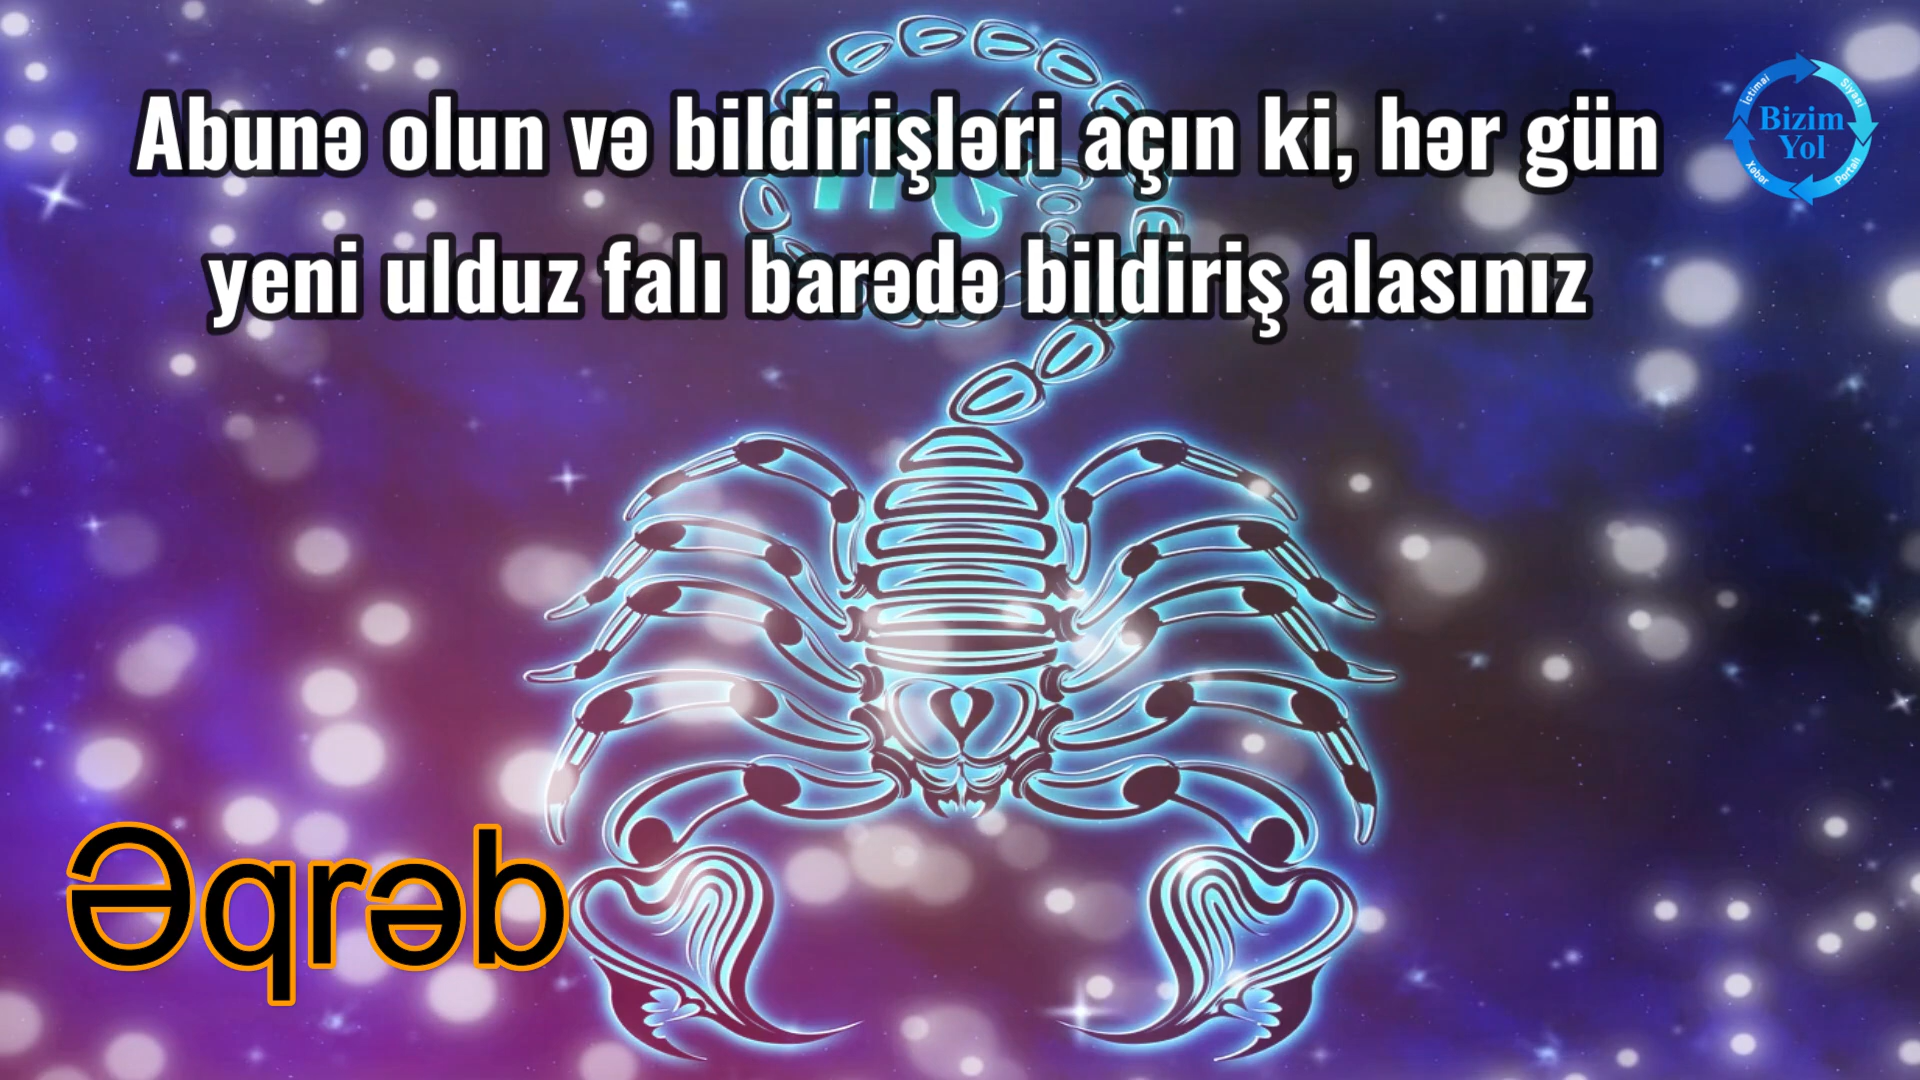 Abunə olun və bildirişləri açın ki, hər gün
yeni ulduz falı barədə bildiriş alasınız
İctimai
Siyasi
Bizim
Yol
Xəbər
Portalı
Əqrəb